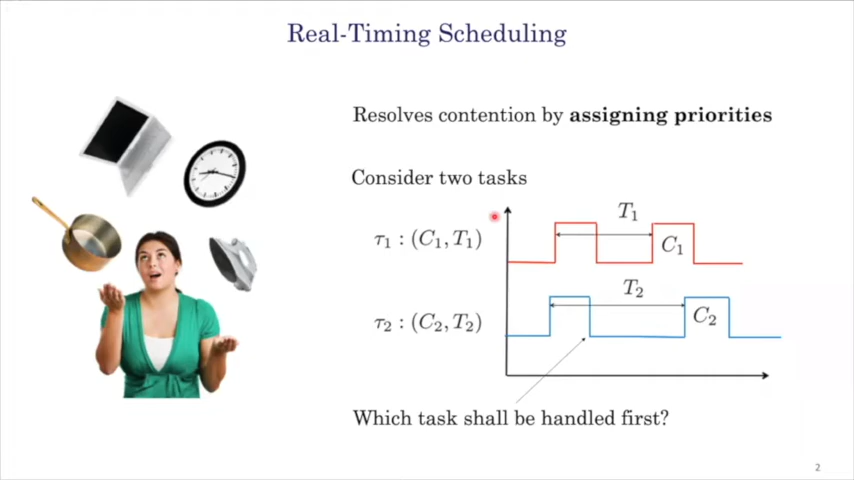 Real-Timing Scheduling
Resolves contention by assigning priorities
Consider two tasks
τ₁ : (C₁, T₁)
T₁
C₁
τ₂ : (C₂, T₂)
T₂
C₂
Which task shall be handled first?
2